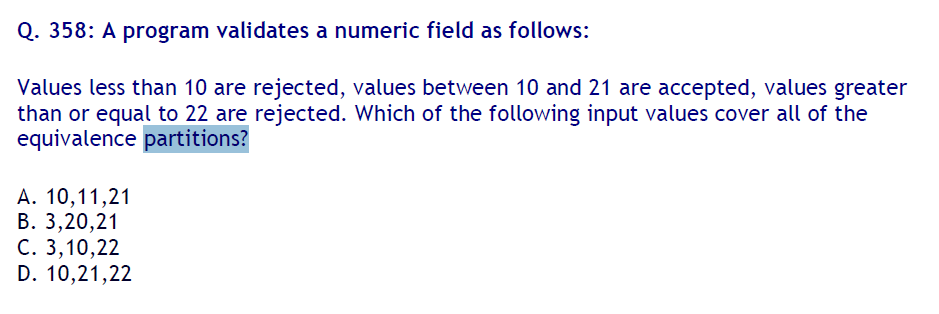 Q. 358: A program validates a numeric field as follows:
Values less than 10 are rejected, values between 10 and 21 are accepted, values greater
than or equal to 22 are rejected. Which of the following input values cover all of the
equivalence partitions?
A. 10,11,21
B. 3,20,21
C. 3,10,22
D. 10,21,22